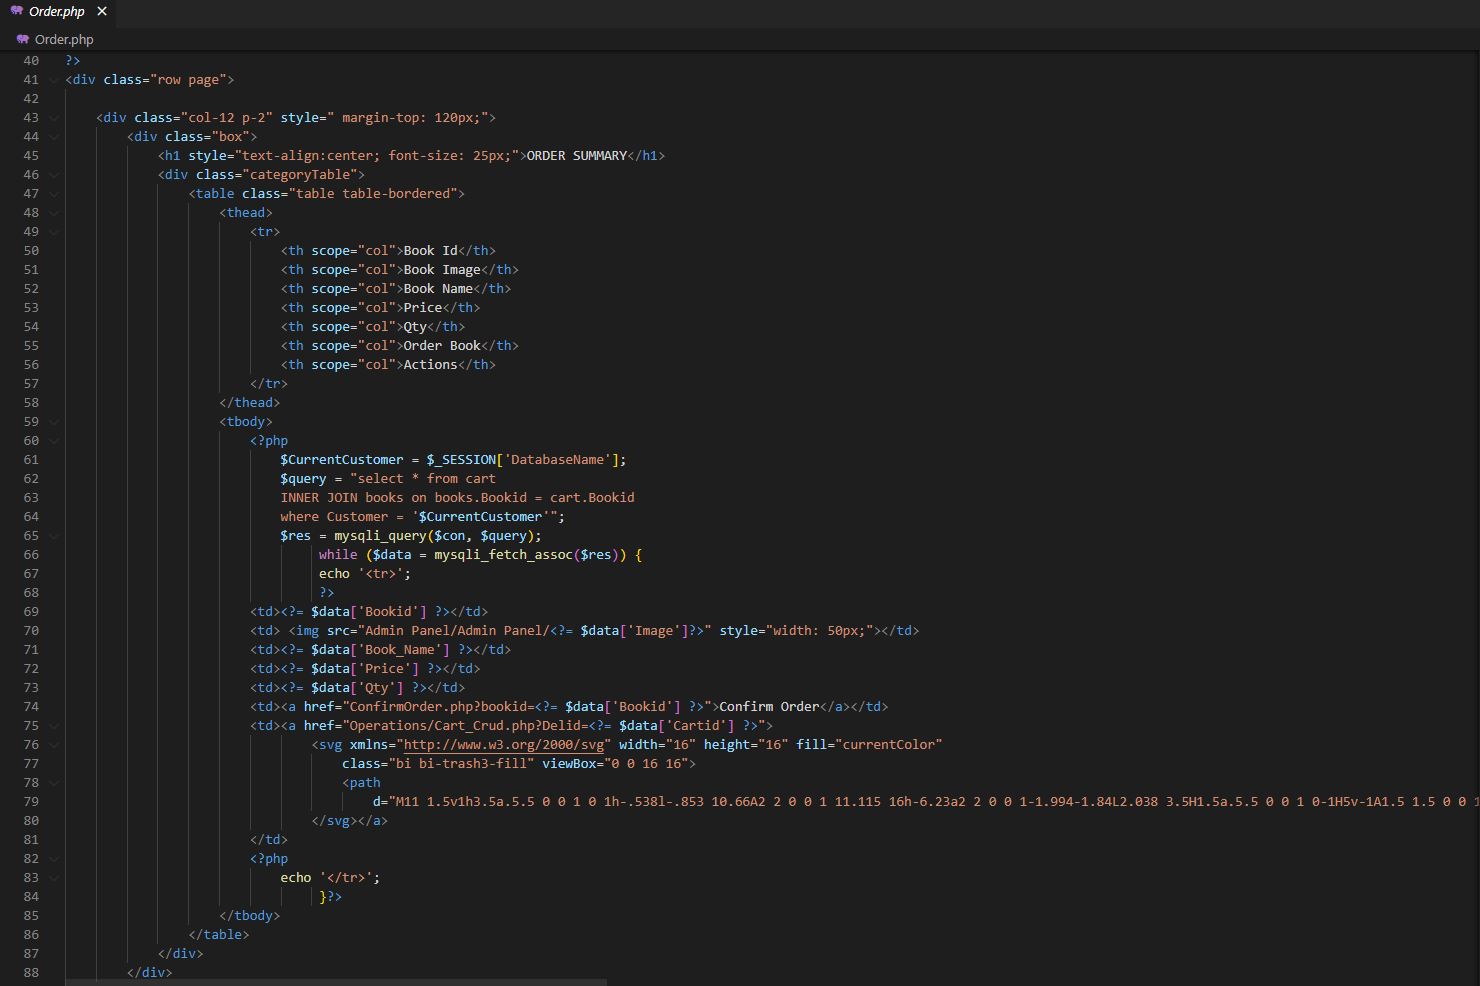 Order.php
Order.php
40 ?>
41 <div class="row page">
42
43 <div class="col-12 p-2" style=" margin-top: 120px;">
44 <div class="box">
45 <h1 style="text-align:center; font-size: 25px;">ORDER SUMMARY</h1>
46 <div class="categoryTable">
47 <table class="table table-bordered">
48 <thead>
49 <tr>
50 <th scope="col">Book Id</th>
51 <th scope="col">Book Image</th>
52 <th scope="col">Book Name</th>
53 <th scope="col">Price</th>
54 <th scope="col">Qty</th>
55 <th scope="col">Order Book</th>
56 <th scope="col">Actions</th>
57 </tr>
58 </thead>
59 <tbody>
60 <?php
61 $CurrentCustomer = $_SESSION['DatabaseName'];
62 $query = "select * from cart
63 INNER JOIN books on books.Bookid = cart.Bookid
64 where Customer = '$CurrentCustomer'";
65 $res = mysqli_query($con, $query);
66 while ($data = mysqli_fetch_assoc($res)) {
67 echo '<tr>';
68 ?>
69 <td><?= $data['Bookid'] ?></td>
70 <td> <img src="Admin Panel/Admin Panel/<?= $data['Image']?>" style="width: 50px;"></td>
71 <td><?= $data['Book_Name'] ?></td>
72 <td><?= $data['Price'] ?></td>
73 <td><?= $data['Qty'] ?></td>
74 <td><a href="ConfirmOrder.php?bookid=<?= $data['Bookid'] ?>">Confirm Order</a></td>
75 <td><a href="Operations/Cart_Crud.php?Delid=<?= $data['Cartid'] ?>">
76 <svg xmlns="http://www.w3.org/2000/svg" width="16" height="16" fill="currentColor"
77 class="bi bi-trash3-fill" viewBox="0 0 16 16">
78 <path
79 d="M11 1.5v1h3.5a.5.5 0 0 1 0 1h-.538l-.853 10.66A2 2 0 0 1 11.115 16h-6.23a2 2 0 0 1-1.994-1.84L2.038 3.5H1.5a.5.5 0 0 1 0-1H5v-1A1.5 1.5 0 0 1
80 </svg></a>
81 </td>
82 <?php
83 echo '</tr>';
84 }?>
85 </tbody>
86 </table>
87 </div>
88 </div>